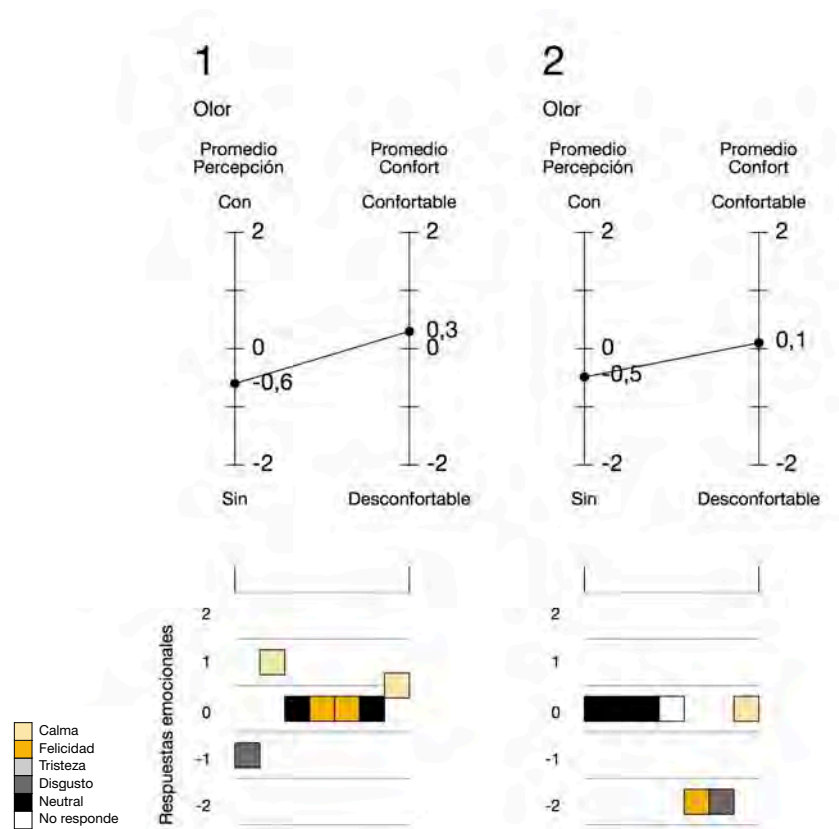 1
Olor
Promedio
Percepción
Promedio
Confort
Con
Confortable
2
2
0,3
0
0
-0,6
-2
-2
Sin
Desconfortable
2
Olor
Promedio
Percepción
Promedio
Confort
Con
Confortable
2
2
0
0,1
-0,5
-2
-2
Sin
Desconfortable
Respuestas emocionales
2
1
0
-1
-2
2
1
0
-1
-2
Calma
Felicidad
Tristeza
Disgusto
Neutral
No responde